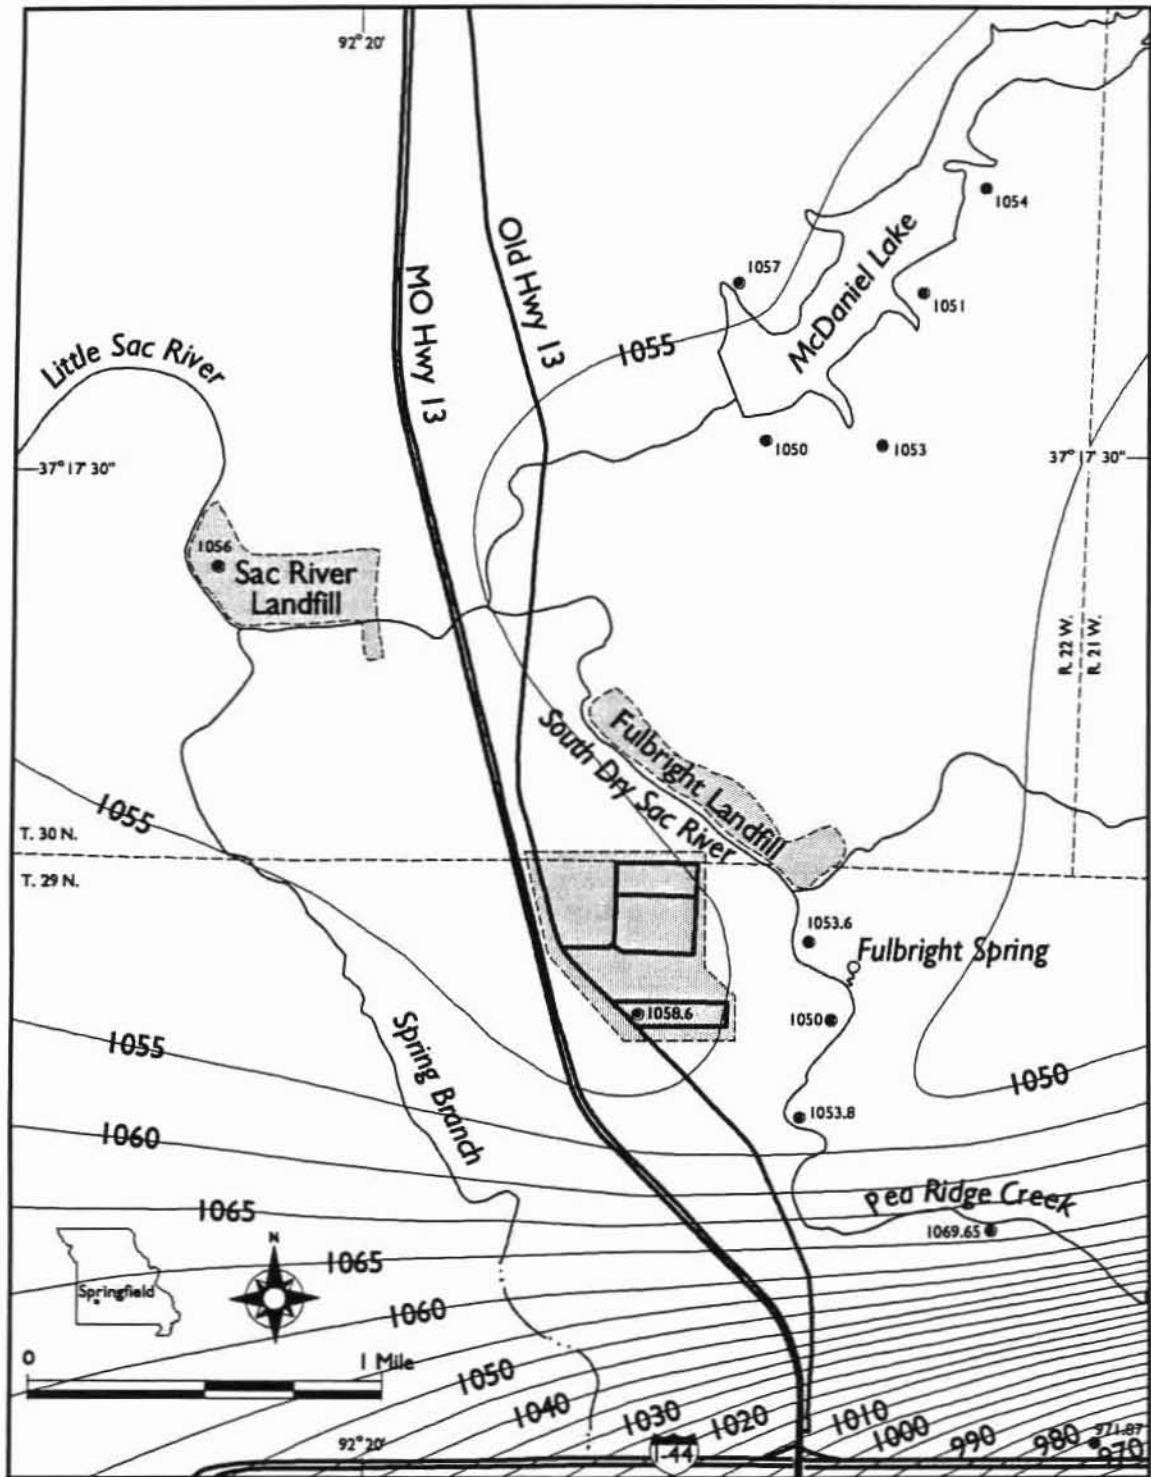 92° 20'
1054
1057
1051
Old Hwy 13
MO Hwy 13
McDaniel Lake
1055
Little Sac River
1050
1053
37° 17' 30"
37° 17' 30"
1056
Sac River
Landfill
R. 22 W.
R. 21 W.
Fulbright Landfill
South Dry Sac River
1055
T. 30 N.
T. 29 N.
1053.6
Fulbright Spring
1058.6
1050
Spring Branch
1055
1050
1053.8
1060
Pea Ridge Creek
1065
1069.65
N
1065
Springfield
1060
0
1 Mile
1050
1040
1030
1020
1010
1000
990
980
971.87
970
92° 20'
I-44